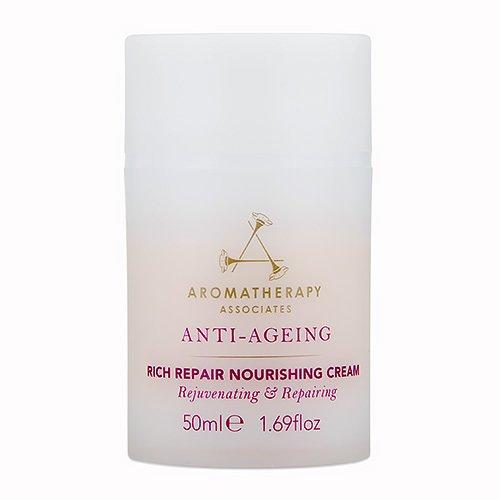 AROMATHERAPY
ASSOCIATES
ANTI-AGEING
RICH REPAIR NOURISHING CREAM
Rejuvenating & Repairing
50ml℮ 1.69floz